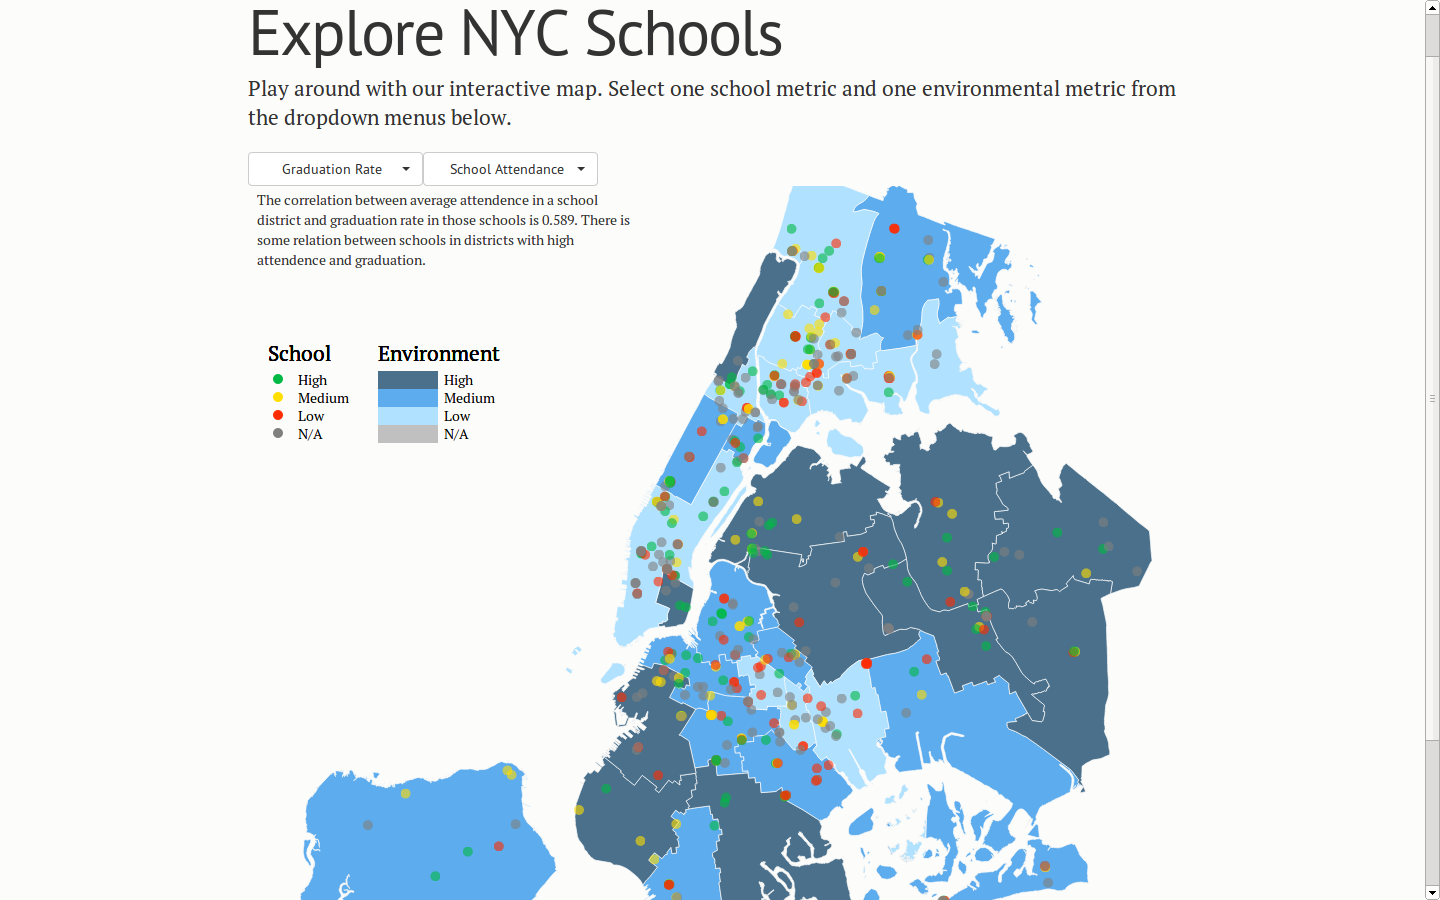 Explore NYC Schools
Play around with our interactive map. Select one school metric and one environmental metric from
the dropdown menus below.
Graduation Rate
School Attendance
The correlation between average attendence in a school
district and graduation rate in those schools is 0.589. There is
some relation between schools in districts with high
attendence and graduation.
School
High
Medium
Low
N/A
Environment
High
Medium
Low
N/A